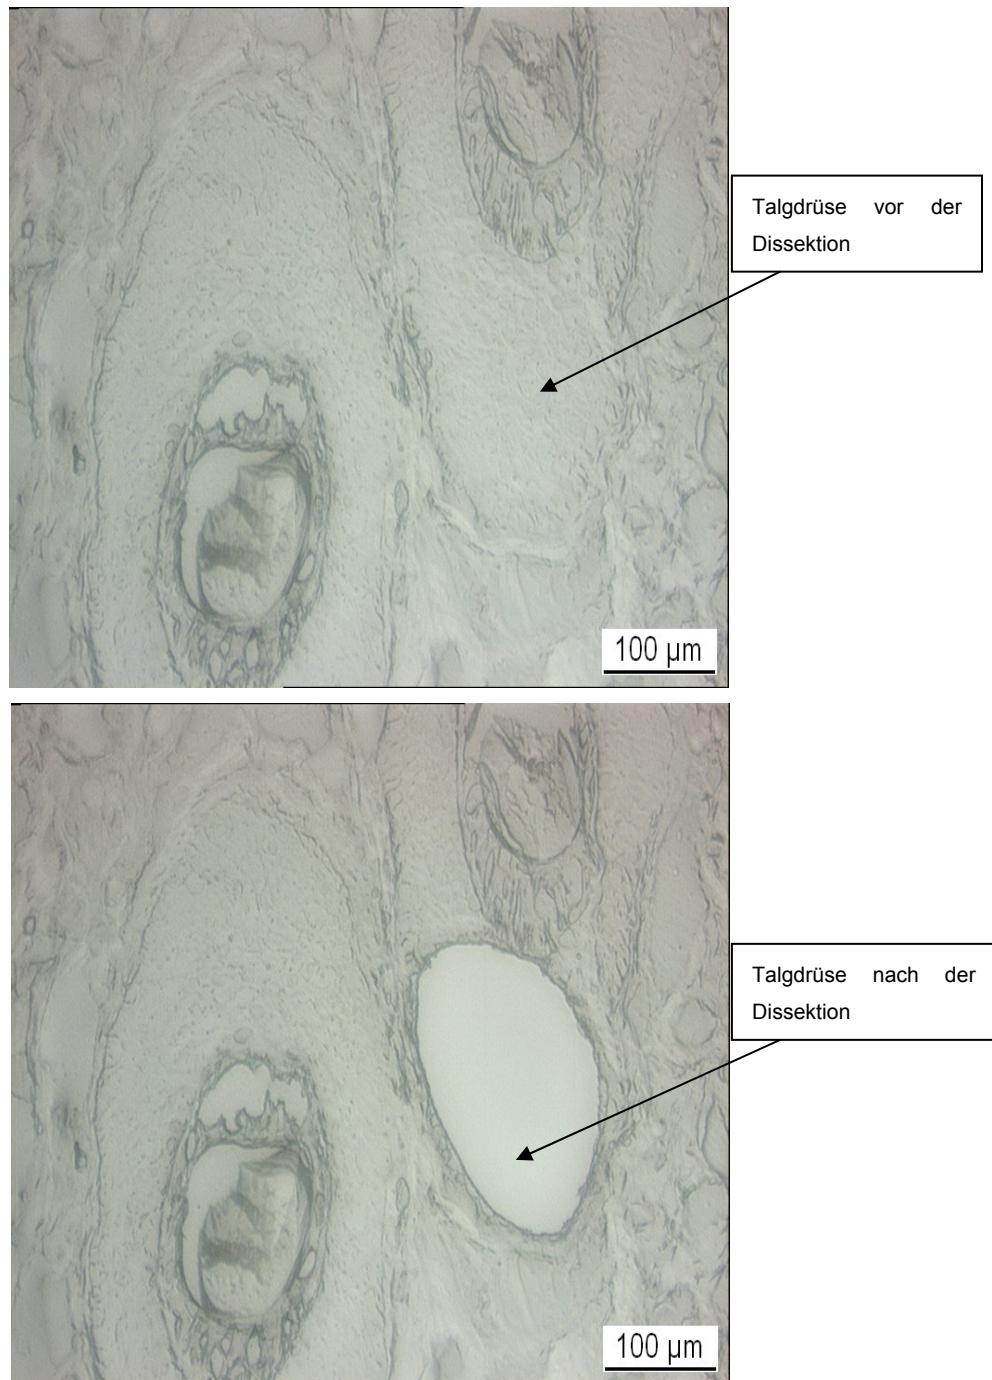 Talgdrüse vor der
Dissektion
100 µm
Talgdrüse nach der
Dissektion
100 µm